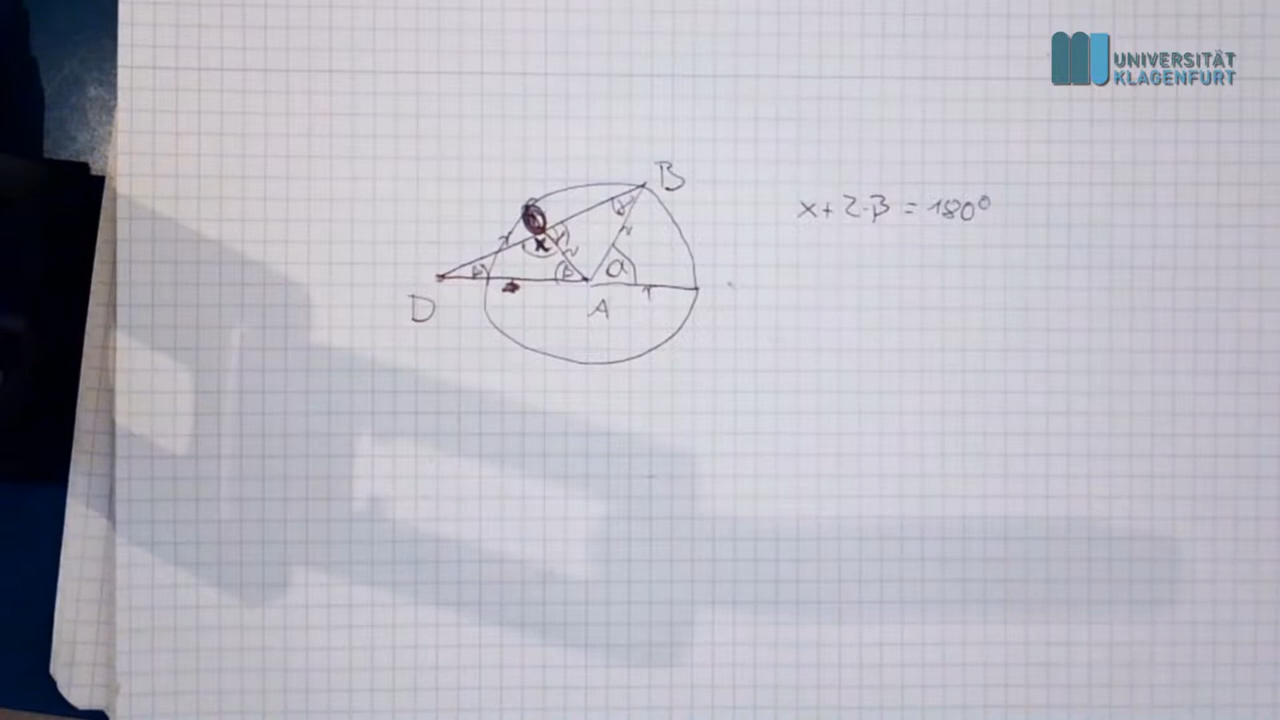 UNIVERSITÄT
KLAGENFURT
B
x + 2·β = 180°
γ
r
x
γ
r
r
β
β
α
D
A
r